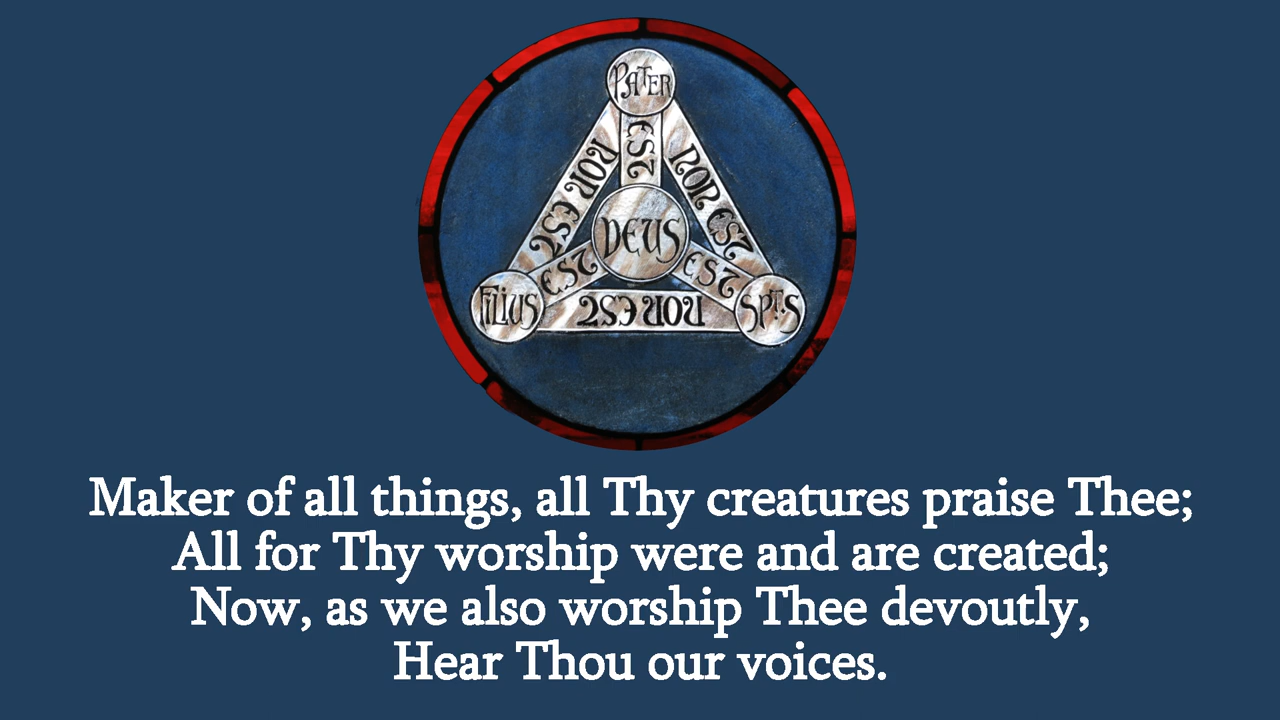 PATER
EST
NON EST
NON EST
DEUS
EST
EST
FILIUS
NON EST
SPT·S
Maker of all things, all Thy creatures praise Thee;
All for Thy worship were and are created;
Now, as we also worship Thee devoutly,
Hear Thou our voices.